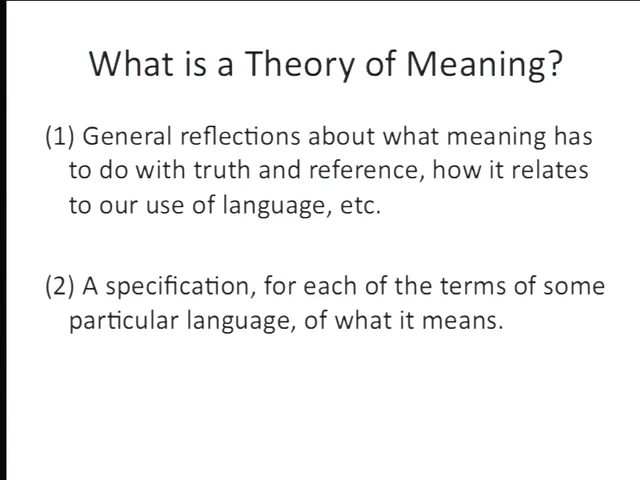 What is a Theory of Meaning?
(1) General reflections about what meaning has
to do with truth and reference, how it relates
to our use of language, etc.
(2) A specification, for each of the terms of some
particular language, of what it means.